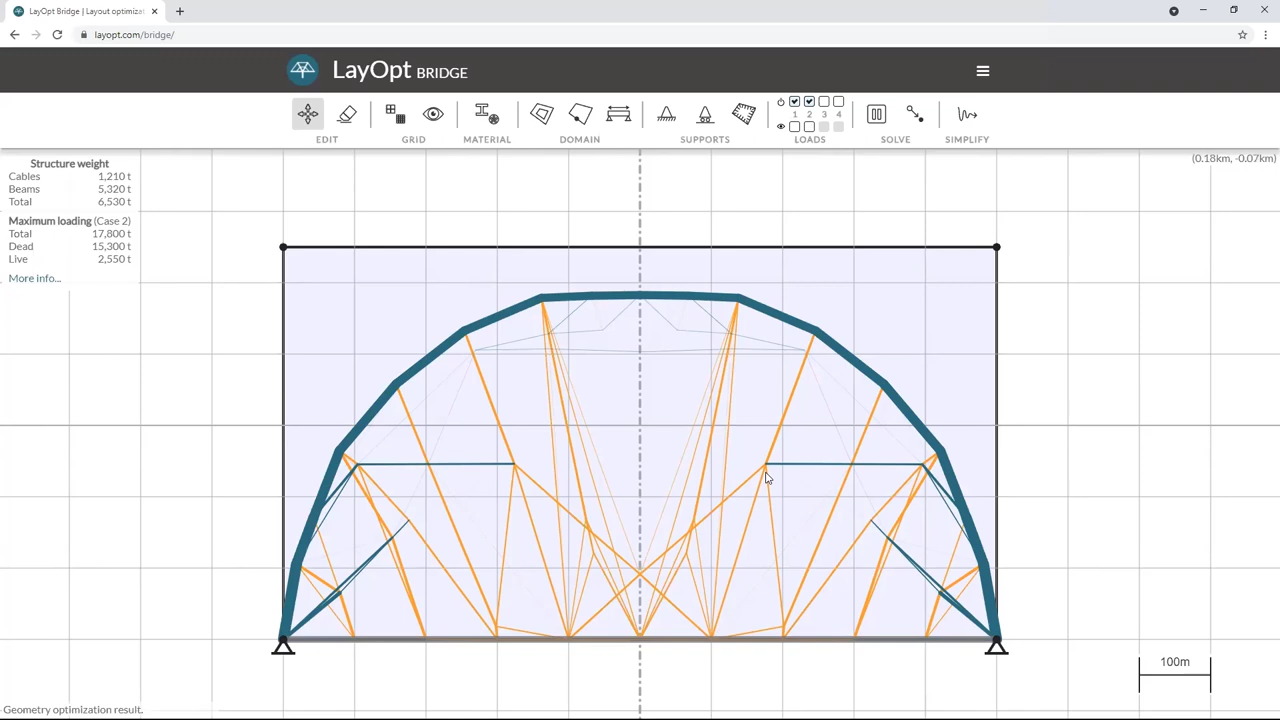 LayOpt Bridge | Layout optimiza
layopt.com/bridge/
LayOpt BRIDGE
1 2 3 4
EDIT GRID MATERIAL DOMAIN SUPPORTS LOADS SOLVE SIMPLIFY
Structure weight
Cables 1,210 t
Beams 5,320 t
Total 6,530 t
Maximum loading (Case 2)
Total 17,800 t
Dead 15,300 t
Live 2,550 t
More info...
(0.18km, -0.07km)
100m
Geometry optimization result.